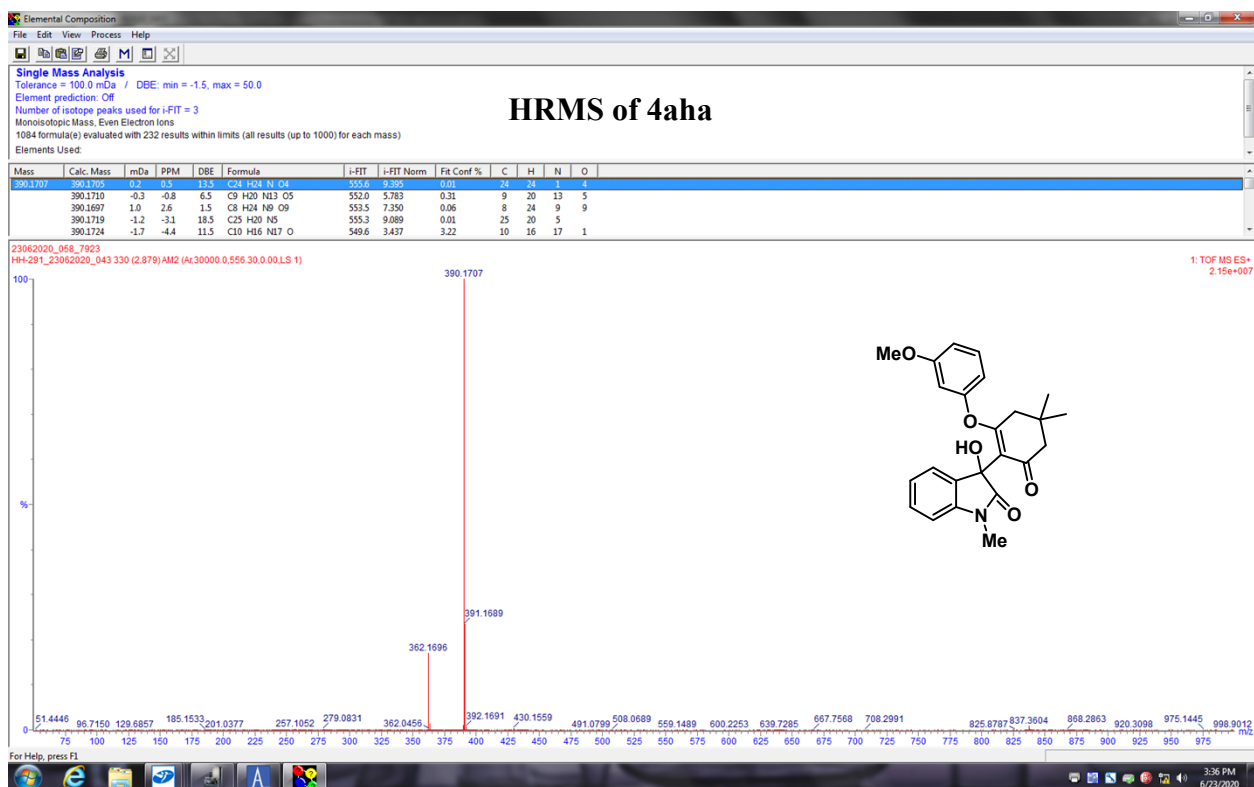 Elemental Composition
File Edit View Process Help
M
Single Mass Analysis
Tolerance = 100.0 mDa / DBE: min = -1.5, max = 50.0
Element prediction: Off
Number of isotope peaks used for i-FIT = 3
Monoisotopic Mass, Even Electron Ions
1084 formula(e) evaluated with 232 results within limits (all results (up to 1000) for each mass)
Elements Used:
HRMS of 4aha
Mass Calc. Mass mDa PPM DBE Formula i-FIT i-FIT Norm Fit Conf % C H N O
390.1707 390.1705 0.2 0.5 13.5 C24 H24 N O4 555.6 9.395 0.01 24 24 1 4
390.1710 -0.3 -0.8 6.5 C9 H20 N13 O5 552.0 5.783 0.31 9 20 13 5
390.1697 1.0 2.6 1.5 C8 H24 N9 O9 553.5 7.350 0.06 8 24 9 9
390.1719 -1.2 -3.1 18.5 C25 H20 N5 555.3 9.089 0.01 25 20 5
390.1724 -1.7 -4.4 11.5 C10 H16 N17 O 549.6 3.437 3.22 10 16 17 1
23062020_058_7923
HH-291_23062020_043 330 (2.879) AM2 (Ar,30000.0,556.30,0.00,LS 1)
1: TOF MS ES+
2.15e+007
100
%
0
390.1707
391.1689
362.1696
51.4446 96.7150 129.6857 185.1533 201.0377 257.1052 279.0831 362.0456 392.1691 430.1559 491.0799 508.0689 559.1489 600.2253 639.7285 667.7568 708.2991 825.8787 837.3604 868.2863 920.3098 975.1445 998.9012
75 100 125 150 175 200 225 250 275 300 325 350 375 400 425 450 475 500 525 550 575 600 625 650 675 700 725 750 775 800 825 850 875 900 925 950 975
m/z
MeO
O
HO
O
O
N
Me
For Help, press F1
3:36 PM
6/23/2020